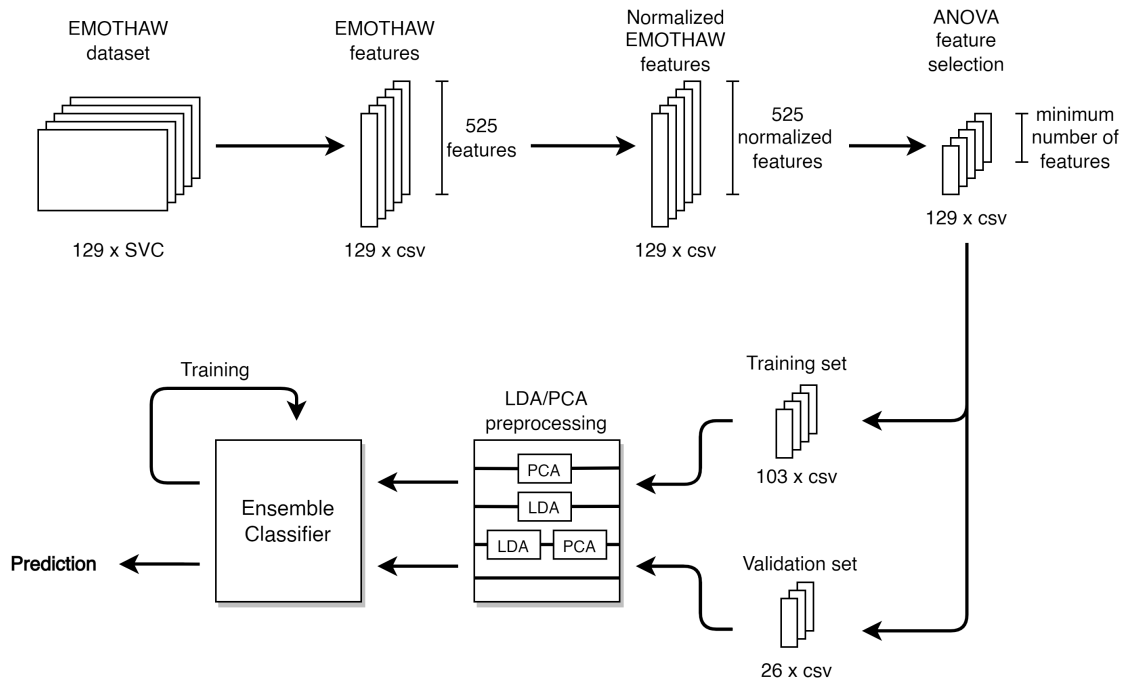 EMOTHAW
dataset
EMOTHAW
features
Normalized
EMOTHAW
features
ANOVA
feature
selection
525
features
525
normalized
features
minimum
number of
features
129 x SVC
129 x csv
129 x csv
129 x csv
Training
LDA/PCA
preprocessing
Training set
PCA
LDA
LDA
PCA
103 x csv
Ensemble
Classifier
Prediction
Validation set
26 x csv